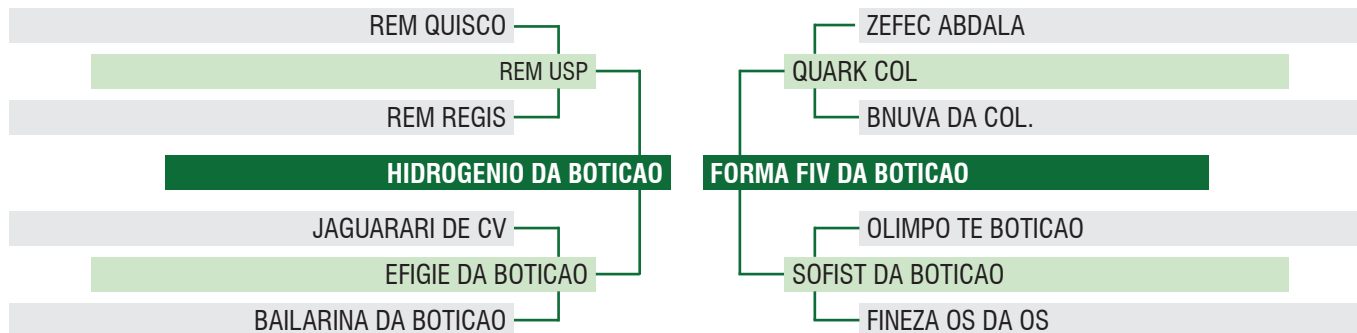 REM QUISCO
REM USP
REM REGIS
HIDROGENIO DA BOTICAO
JAGUARARI DE CV
EFIGIE DA BOTICAO
BAILARINA DA BOTICAO
ZEFEC ABDALA
QUARK COL
BNUVA DA COL.
FORMA FIV DA BOTICAO
OLIMPO TE BOTICAO
SOFIST DA BOTICAO
FINEZA OS DA OS